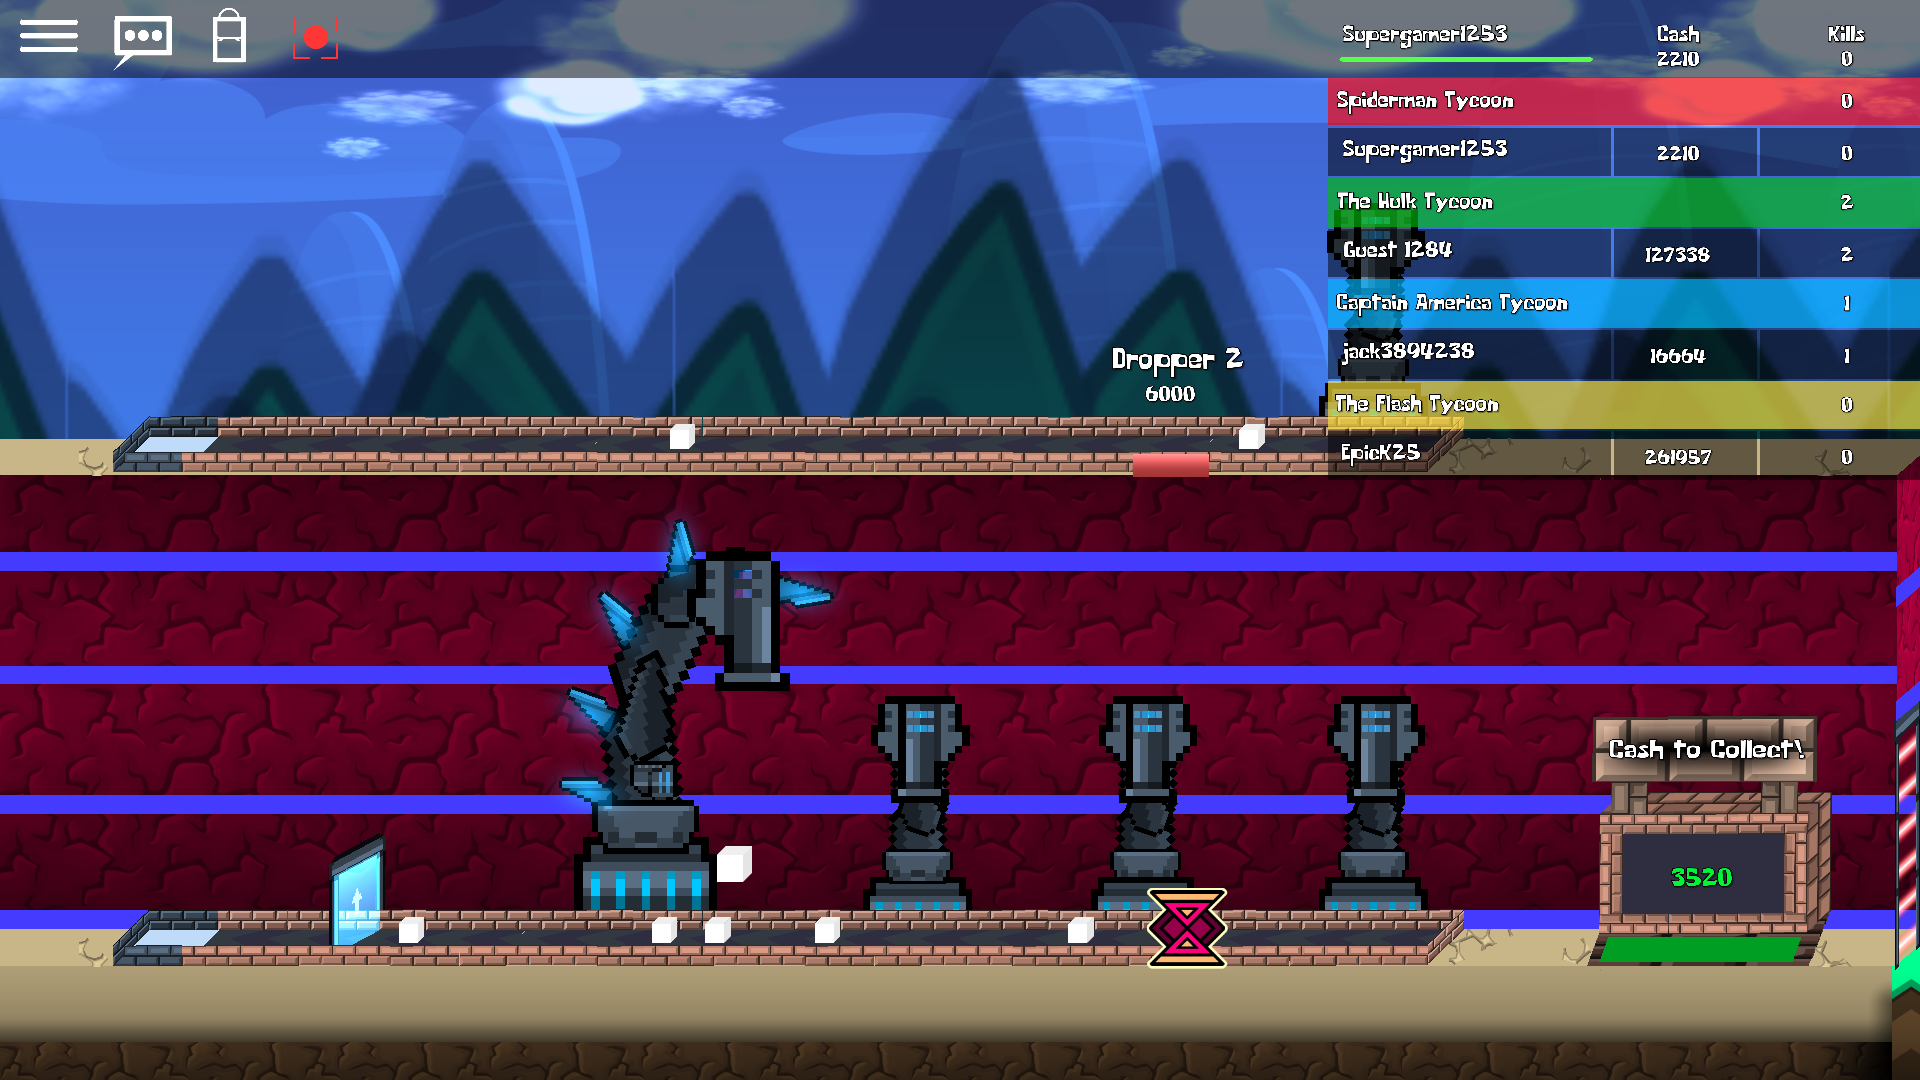 Supergamer1253 Cash Kills
2210 0
Spiderman Tycoon 0
Supergamer1253 2210 0
The Hulk Tycoon 2
Guest 1284 127338 2
Captain America Tycoon 1
jack3894238 16664 1
The Flash Tycoon 0
EpicK25 261957 0
Dropper 2
6000
Cash to Collect\
3520